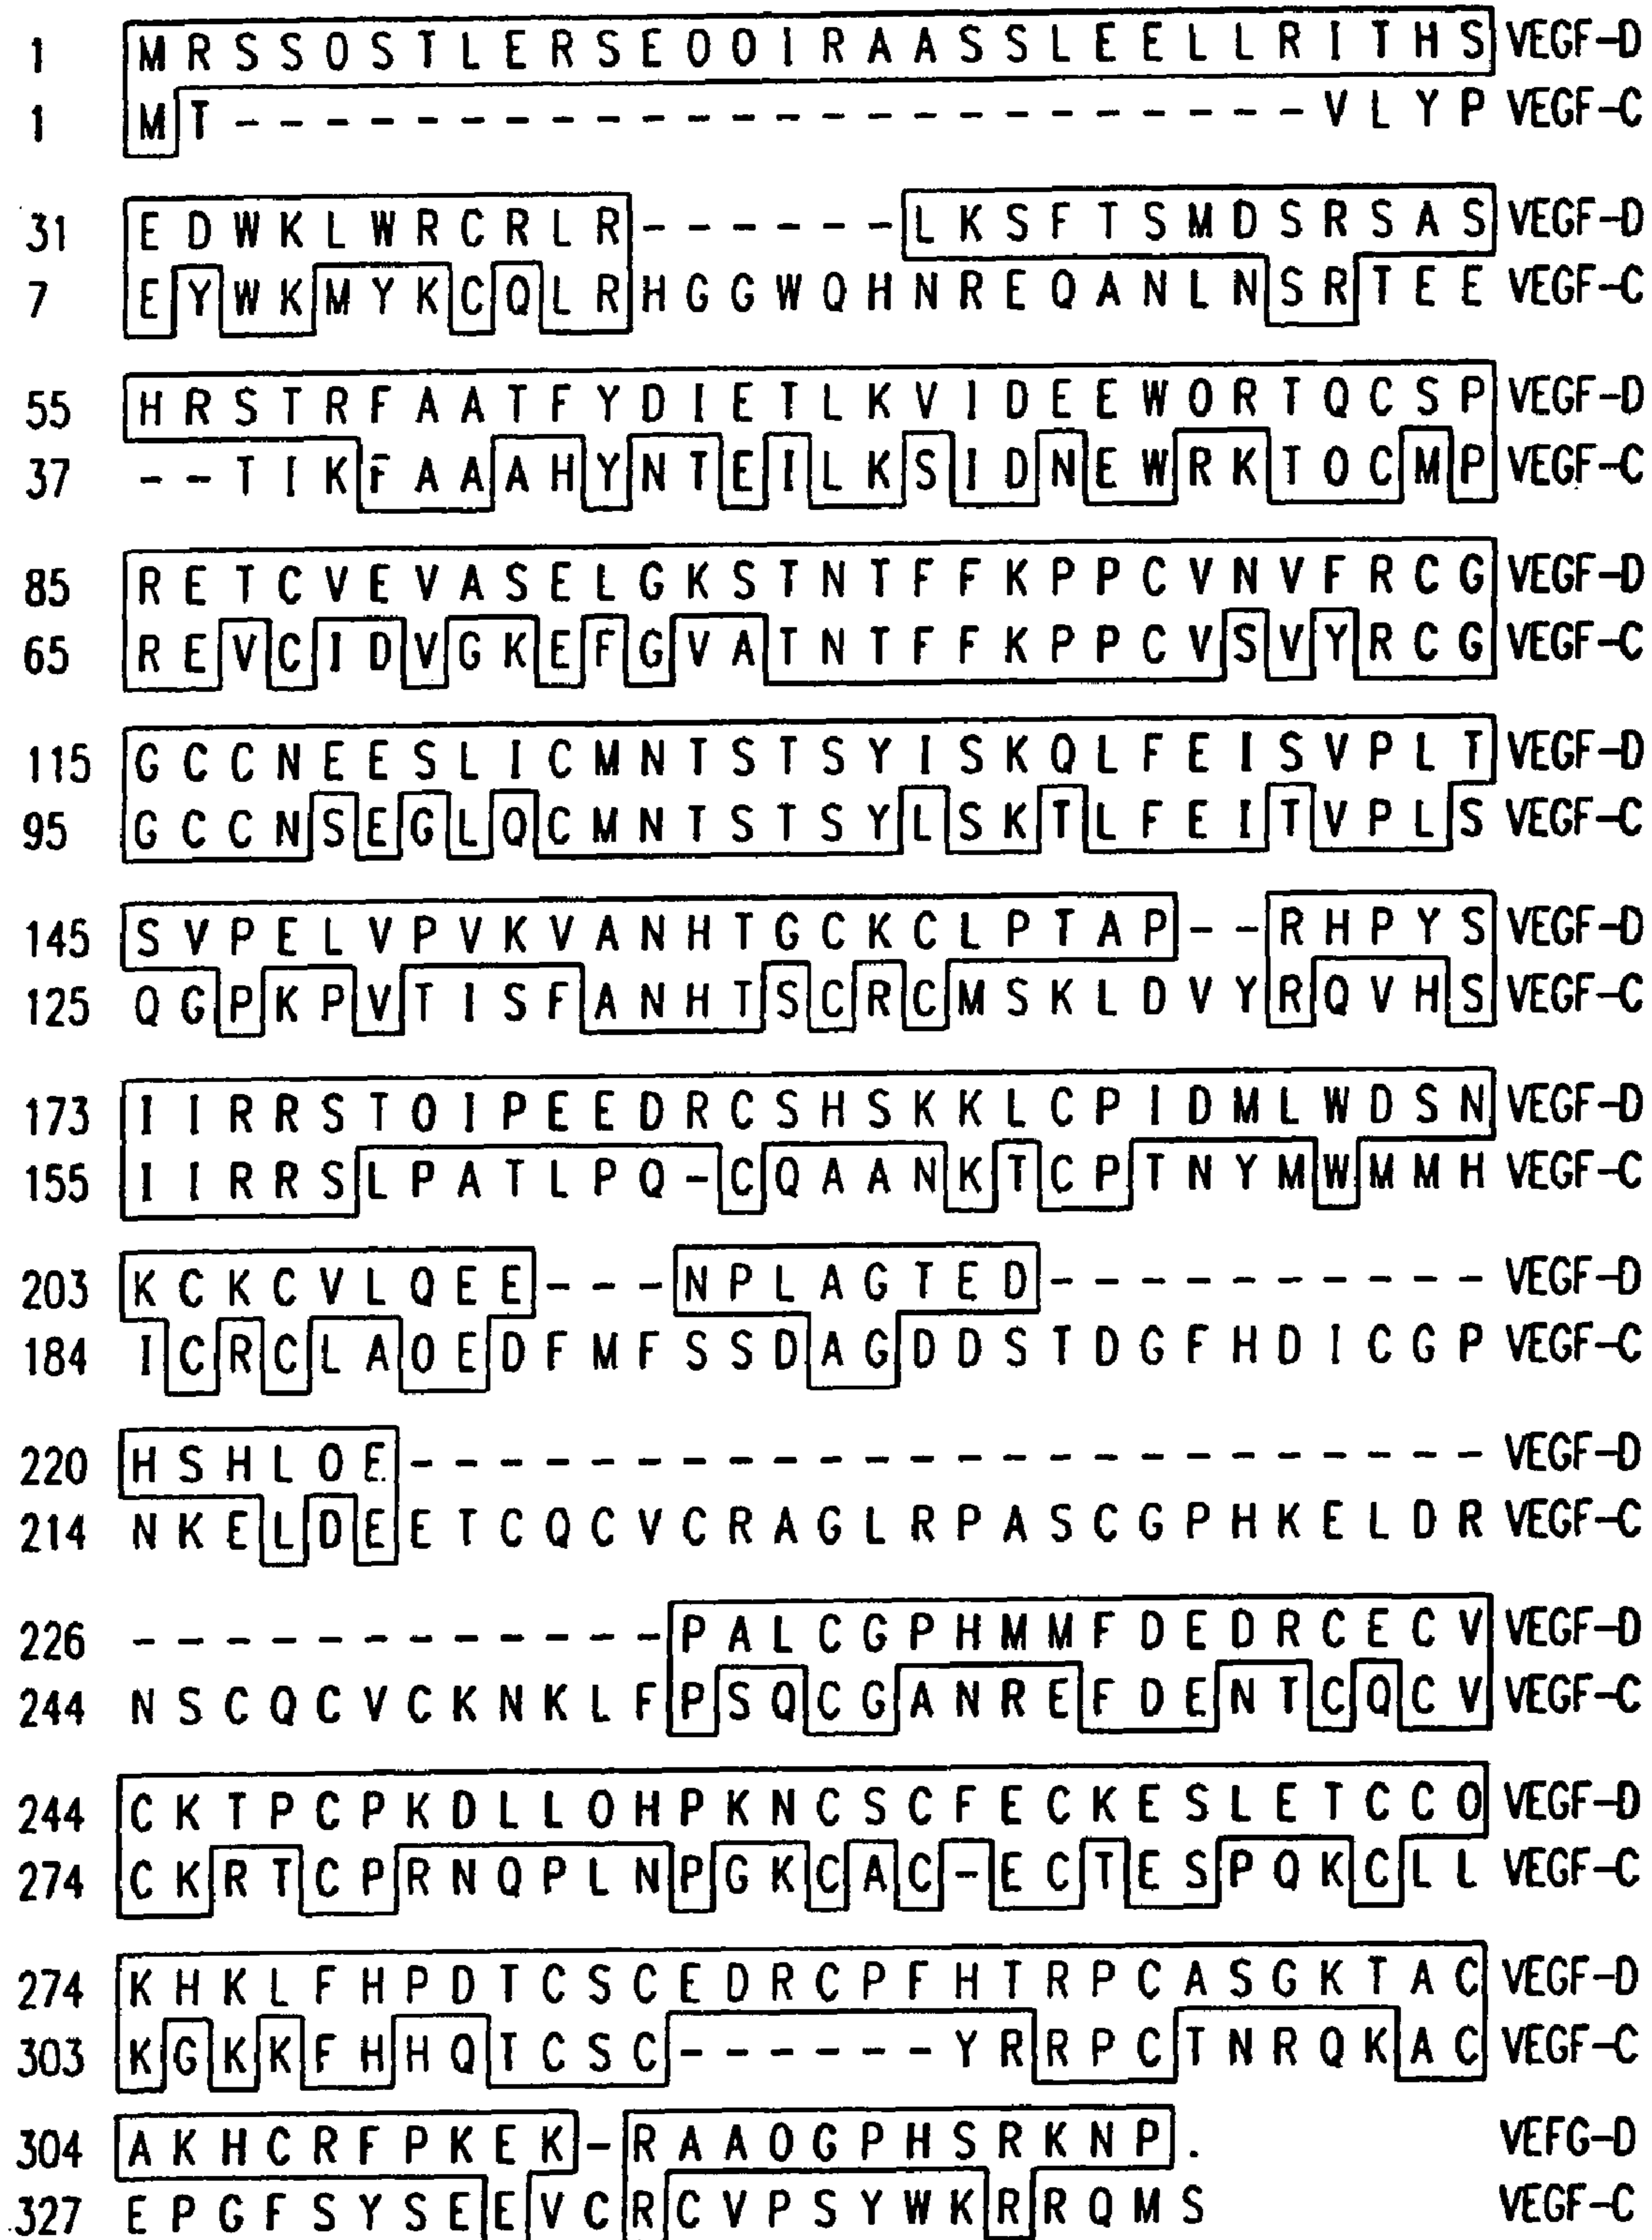 1 M R S S O S T L E R S E O O I R A A S S L E E L L R I T H S VEGF-D
1 M T - - - - - - - - - - - - - - - - - - - - - - - - V L Y P VEGF-C
31 E D W K L W R C R L R - - - - - - L K S F T S M D S R S A S VEGF-D
7 E Y W K M Y K C Q L R H G G W Q H N R E Q A N L N S R T E E VEGF-C
55 H R S T R F A A T F Y D I E T L K V I D E E W O R T Q C S P VEGF-D
37 - - T I K F A A A H Y N T E I L K S I D N E W R K T O C M P VEGF-C
85 R E T C V E V A S E L G K S T N T F F K P P C V N V F R C G VEGF-D
65 R E V C I D V G K E F G V A T N T F F K P P C V S V Y R C G VEGF-C
115 G C C N E E S L I C M N T S T S Y I S K Q L F E I S V P L T VEGF-D
95 G C C N S E G L Q C M N T S T S Y L S K T L F E I T V P L S VEGF-C
145 S V P E L V P V K V A N H T G C K C L P T A P - - R H P Y S VEGF-D
125 Q G P K P V T I S F A N H T S C R C M S K L D V Y R Q V H S VEGF-C
173 I I R R S T O I P E E D R C S H S K K L C P I D M L W D S N VEGF-D
155 I I R R S L P A T L P Q - C Q A A N K T C P T N Y M W M M H VEGF-C
203 K C K C V L Q E E - - - N P L A G T E D - - - - - - - - - - VEGF-D
184 I C R C L A O E D F M F S S D A G D D S T D G F H D I C G P VEGF-C
220 H S H L O E - - - - - - - - - - - - - - - - - - - - - - - - VEGF-D
214 N K E L D E E T C Q C V C R A G L R P A S C G P H K E L D R VEGF-C
226 - - - - - - - - - - - - P A L C G P H M M F D E D R C E C V VEGF-D
244 N S C Q C V C K N K L F P S Q C G A N R E F D E N T C Q C V VEGF-C
244 C K T P C P K D L L O H P K N C S C F E C K E S L E T C C O VEGF-D
274 C K R T C P R N Q P L N P G K C A C - E C T E S P Q K C L L VEGF-C
274 K H K L F H P D T C S C E D R C P F H T R P C A S G K T A C VEGF-D
303 K G K K F H H Q T C S C - - - - - - Y R R P C T N R Q K A C VEGF-C
304 A K H C R F P K E K - R A A O G P H S R K N P . VEFG-D
327 E P G F S Y S E E V C R C V P S Y W K R R Q M S VEGF-C